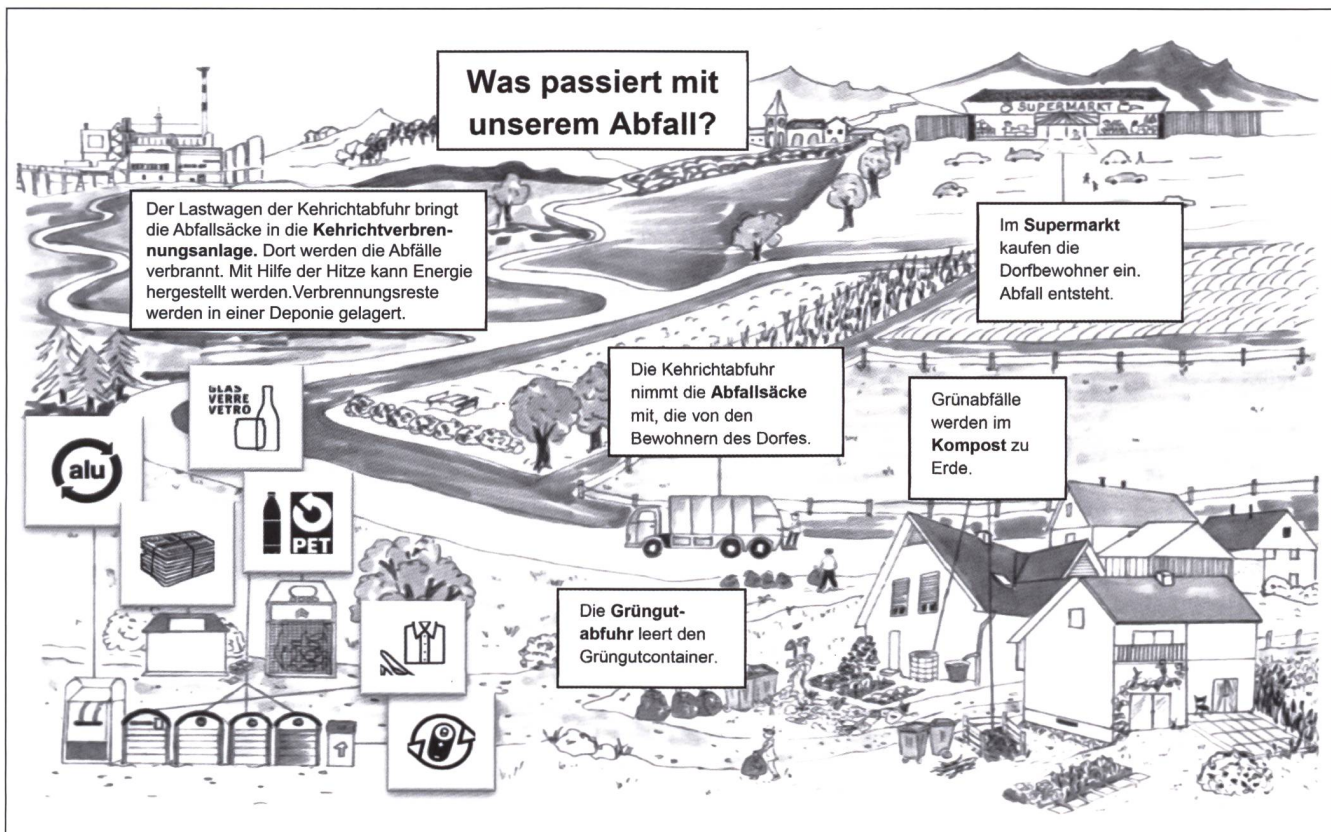 Was passiert mit
unserem Abfall?
SUPERMARKT
Der Lastwagen der Kehrichtabfuhr bringt
die Abfallsäcke in die Kehrichtverbren-
nungsanlage. Dort werden die Abfälle
verbrannt. Mit Hilfe der Hitze kann Energie
hergestellt werden.Verbrennungsreste
werden in einer Deponie gelagert.
Im Supermarkt
kaufen die
Dorfbewohner ein.
Abfall entsteht.
Die Kehrichtabfuhr
nimmt die Abfallsäcke
mit, die von den
Bewohnern des Dorfes.
Grünabfälle
werden im
Kompost zu
Erde.
GLAS
VERRE
VETRO
alu
PET
Die Grüngut-
abfuhr leert den
Grüngutcontainer.